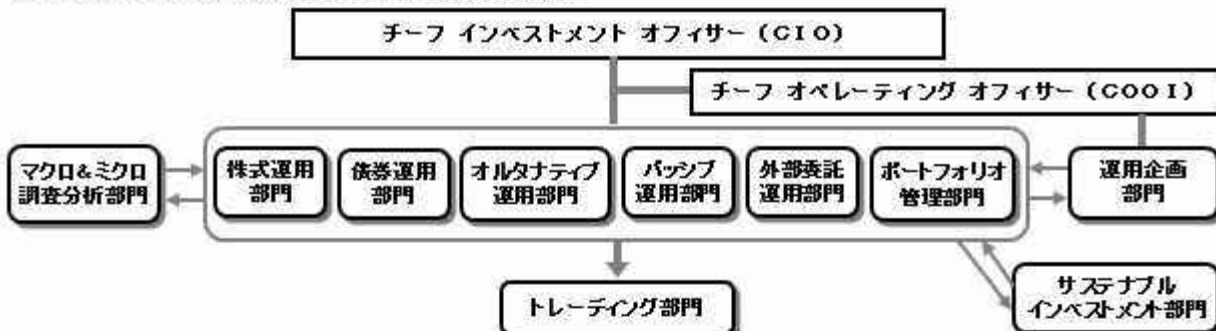 チーフ インベストメント オフィサー (CIO)
チーフ オペレーティング オフィサー (COOI)
マクロ&ミクロ
調査分析部門
株式運用
部門
債券運用
部門
オルタナティブ
運用部門
パッシブ
運用部門
外部委託
運用部門
ポートフォリオ
管理部門
運用企画
部門
トレーディング部門
サステナブル
インベストメント部門